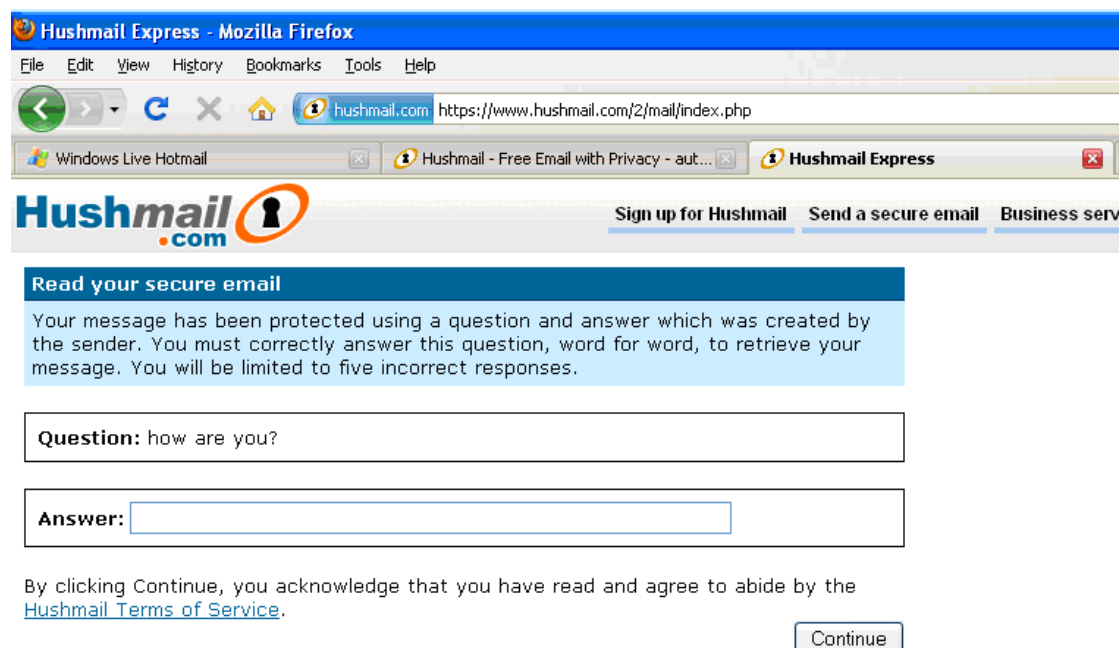 Hushmail Express - Mozilla Firefox
File Edit View History Bookmarks Tools Help
hushmail.com https://www.hushmail.com/2/mail/index.php
Windows Live Hotmail Hushmail - Free Email with Privacy - aut... Hushmail Express
Hushmail.com
Sign up for Hushmail Send a secure email Business serv
Read your secure email
Your message has been protected using a question and answer which was created by
the sender. You must correctly answer this question, word for word, to retrieve your
message. You will be limited to five incorrect responses.
Question: how are you?
Answer:
By clicking Continue, you acknowledge that you have read and agree to abide by the
Hushmail Terms of Service.
Continue